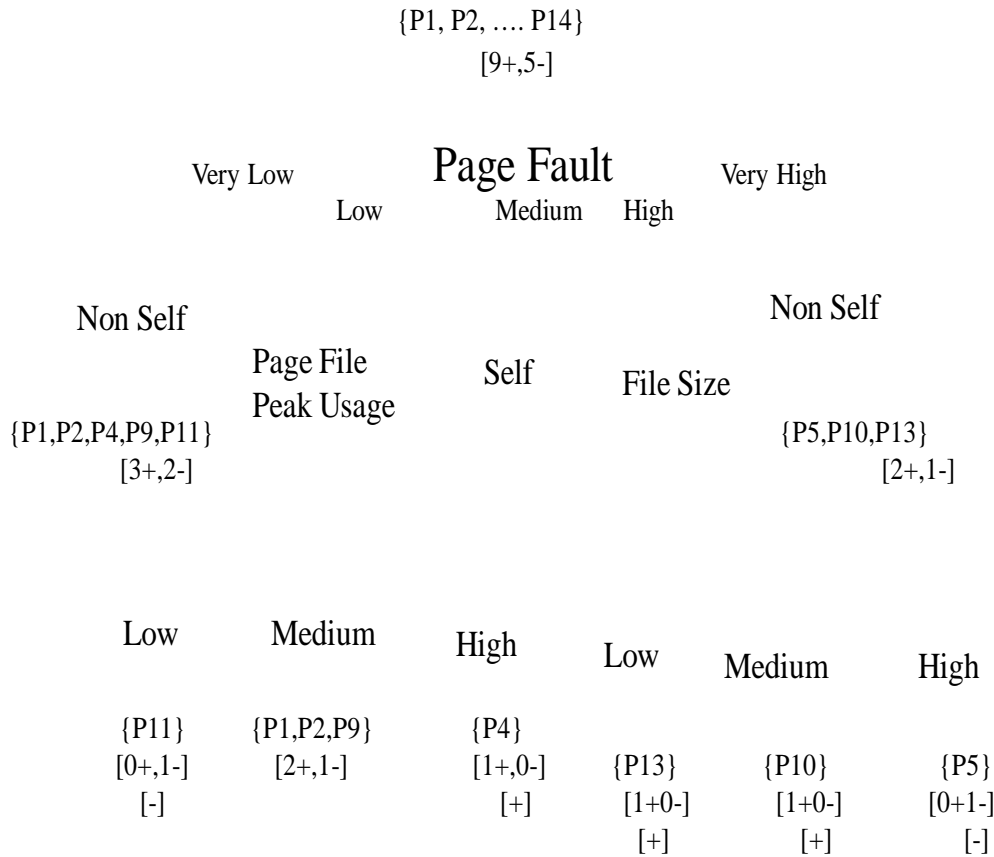 {P1, P2, …. P14}
[9+,5-]
Page Fault
Very Low
Very High
Low
Medium
High
Non Self
Non Self
Page File
Peak Usage
Self
File Size
{P1,P2,P4,P9,P11}
[3+,2-]
{P5,P10,P13}
[2+,1-]
Low
Medium
High
Low
Medium
High
{P11}
[0+,1-]
[-]
{P1,P2,P9}
[2+,1-]
{P4}
[1+,0-]
[+]
{P13}
[1+0-]
[+]
{P10}
[1+0-]
[+]
{P5}
[0+1-]
[-]